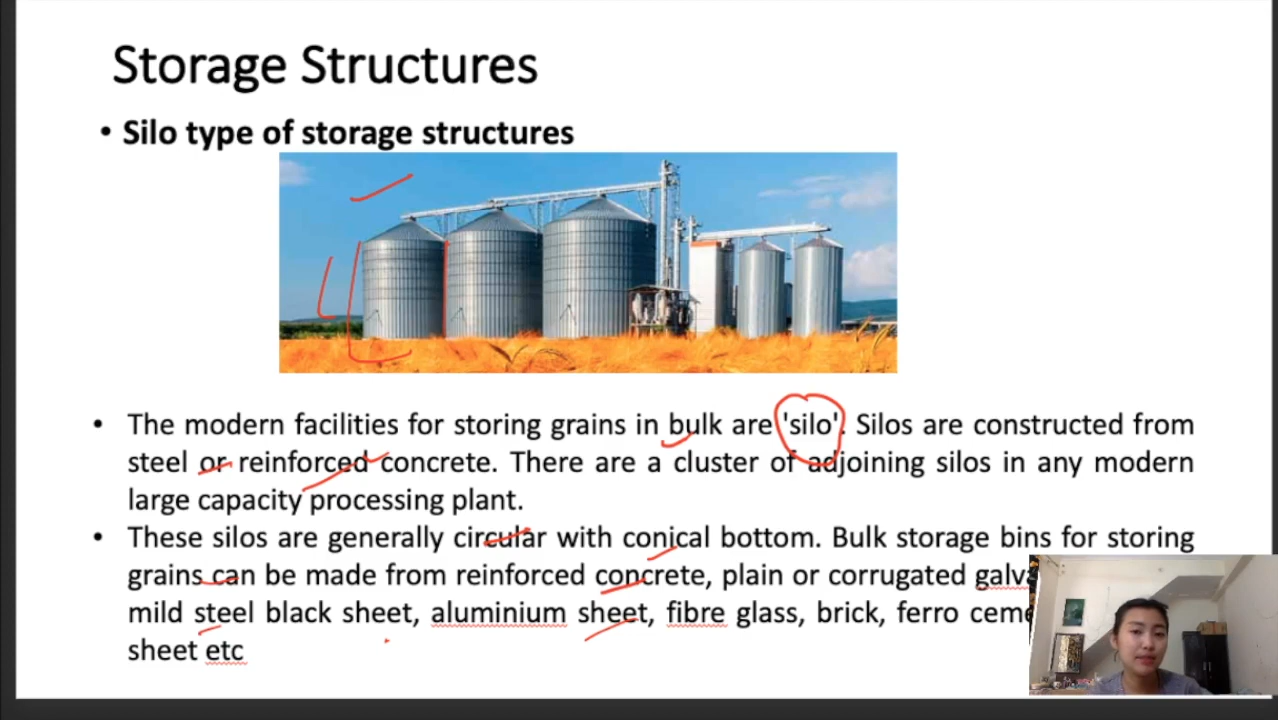 Storage Structures
• Silo type of storage structures
• The modern facilities for storing grains in bulk are 'silo'. Silos are constructed from
steel or reinforced concrete. There are a cluster of adjoining silos in any modern
large capacity processing plant.
• These silos are generally circular with conical bottom. Bulk storage bins for storing
grains can be made from reinforced concrete, plain or corrugated
mild steel black sheet, aluminium sheet, fibre glass, brick, ferro
sheet etc